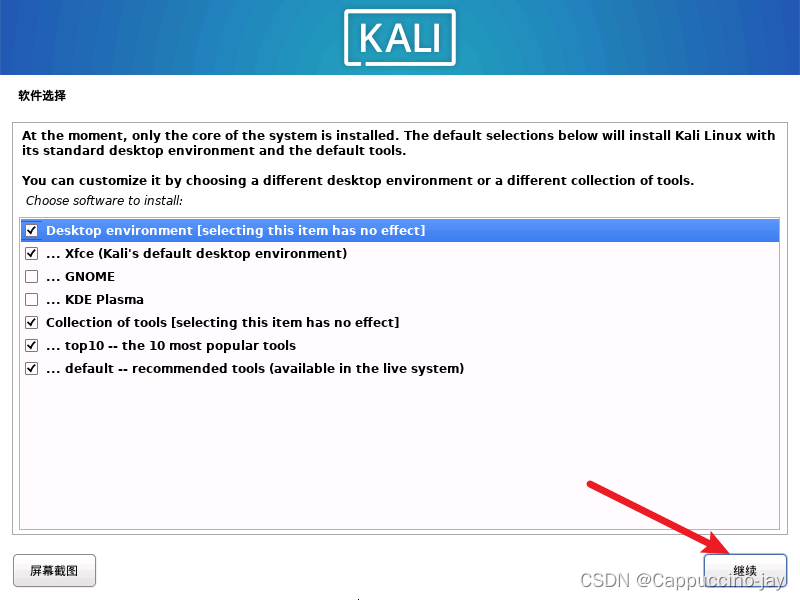 KALI
软件选择
At the moment, only the core of the system is installed. The default selections below will install Kali Linux with
its standard desktop environment and the default tools.
You can customize it by choosing a different desktop environment or a different collection of tools.
Choose software to install:
Desktop environment [selecting this item has no effect]
... Xfce (Kali's default desktop environment)
... GNOME
... KDE Plasma
Collection of tools [selecting this item has no effect]
... top10 -- the 10 most popular tools
... default -- recommended tools (available in the live system)
屏幕截图
继续
CSDN @Cappuccino-jay